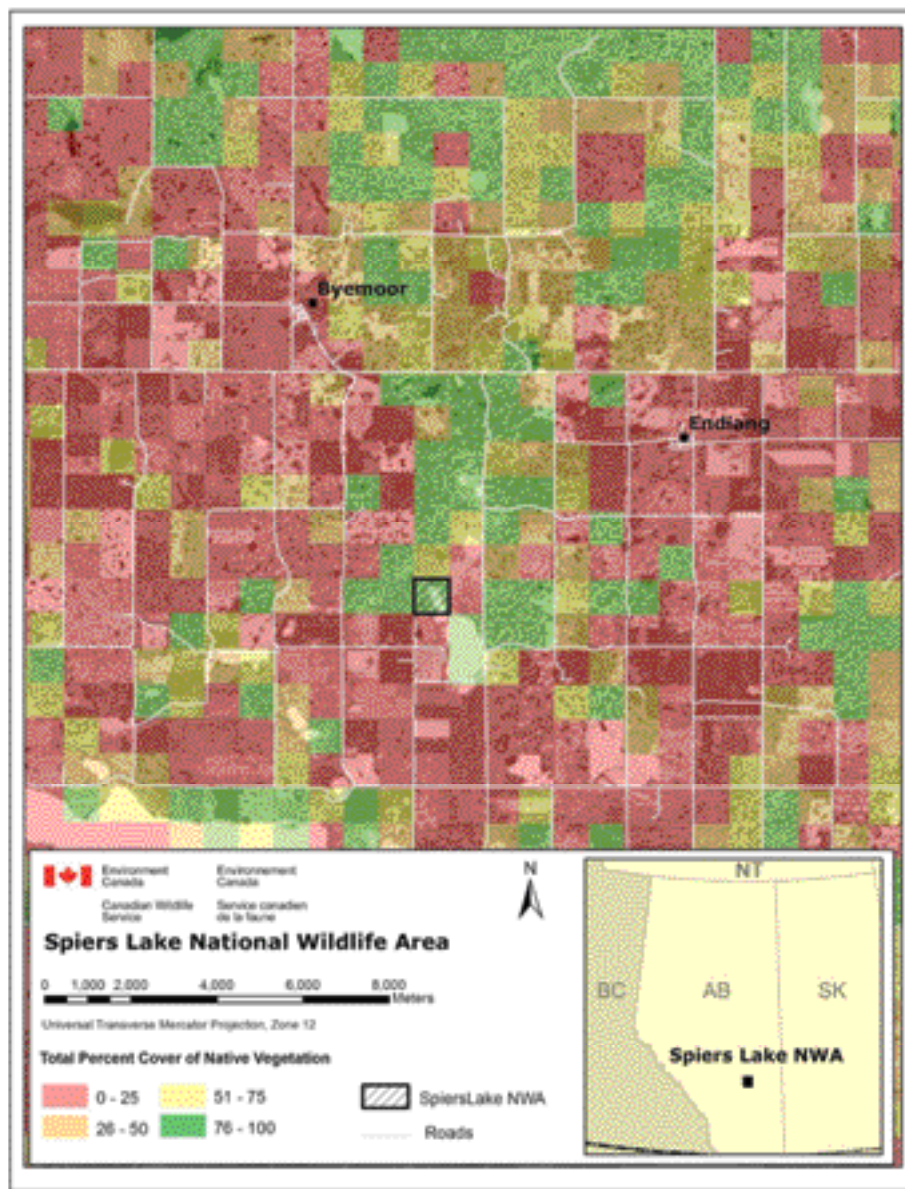 Byemoor
Endiang
Environment
Canada
Environnement
Canada
Canadian Wildlife
Service
Service canadien
de la faune
N
Spiers Lake National Wildlife Area
0 1,000 2,000 4,000 6,000 8,000
Meters
Universal Transverse Mercator Projection, Zone 12
Total Percent Cover of Native Vegetation
0 - 25
51 - 75
SpiersLake NWA
26 - 50
76 - 100
Roads
NT
BC
AB
SK
Spiers Lake NWA